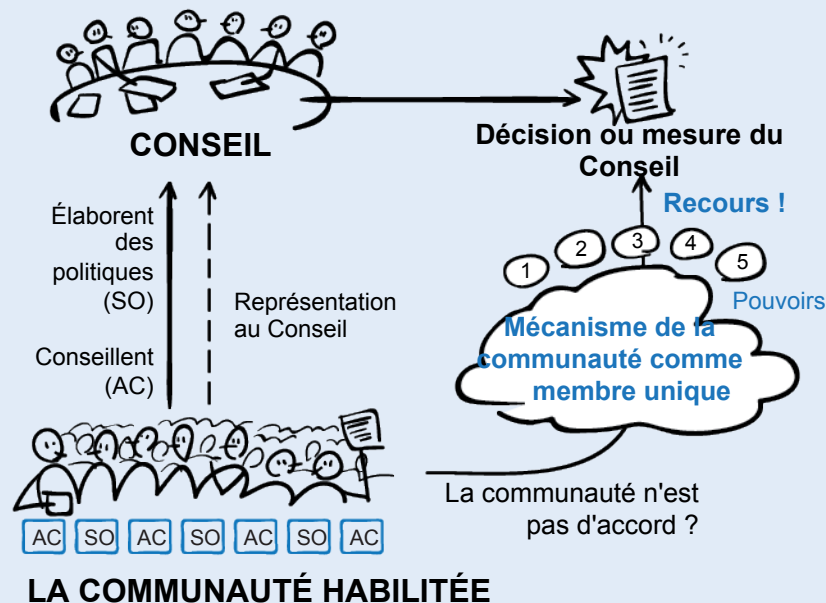 CONSEIL
Décision ou mesure du
Conseil
Recours !
Élaborent
des
politiques
(SO)
Conseillent
(AC)
Représentation
au Conseil
1
2
3
4
5
Pouvoirs
Mécanisme de la
communauté comme
membre unique
La communauté n'est
pas d'accord ?
AC SO AC SO AC SO AC
LA COMMUNAUTÉ HABILITÉE